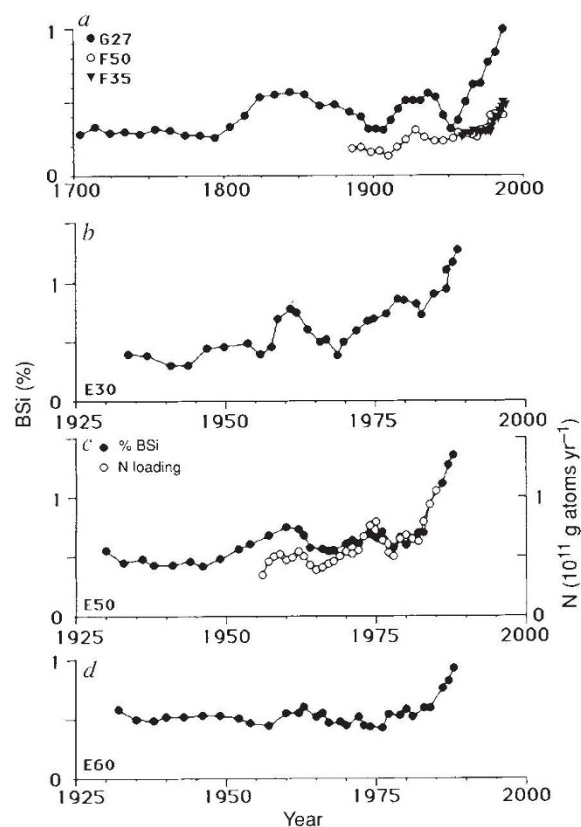 a
1
G27
F50
F35
0
1700 1800 1900 2000
b
1
E30
0
1925 1950 1975 2000
BSi (%)
c
1
% BSi
N loading
E50
0
1
0
N (10¹¹ g atoms yr⁻¹)
1925 1950 1975 2000
d
1
E60
0
1925 1950 1975 2000
Year